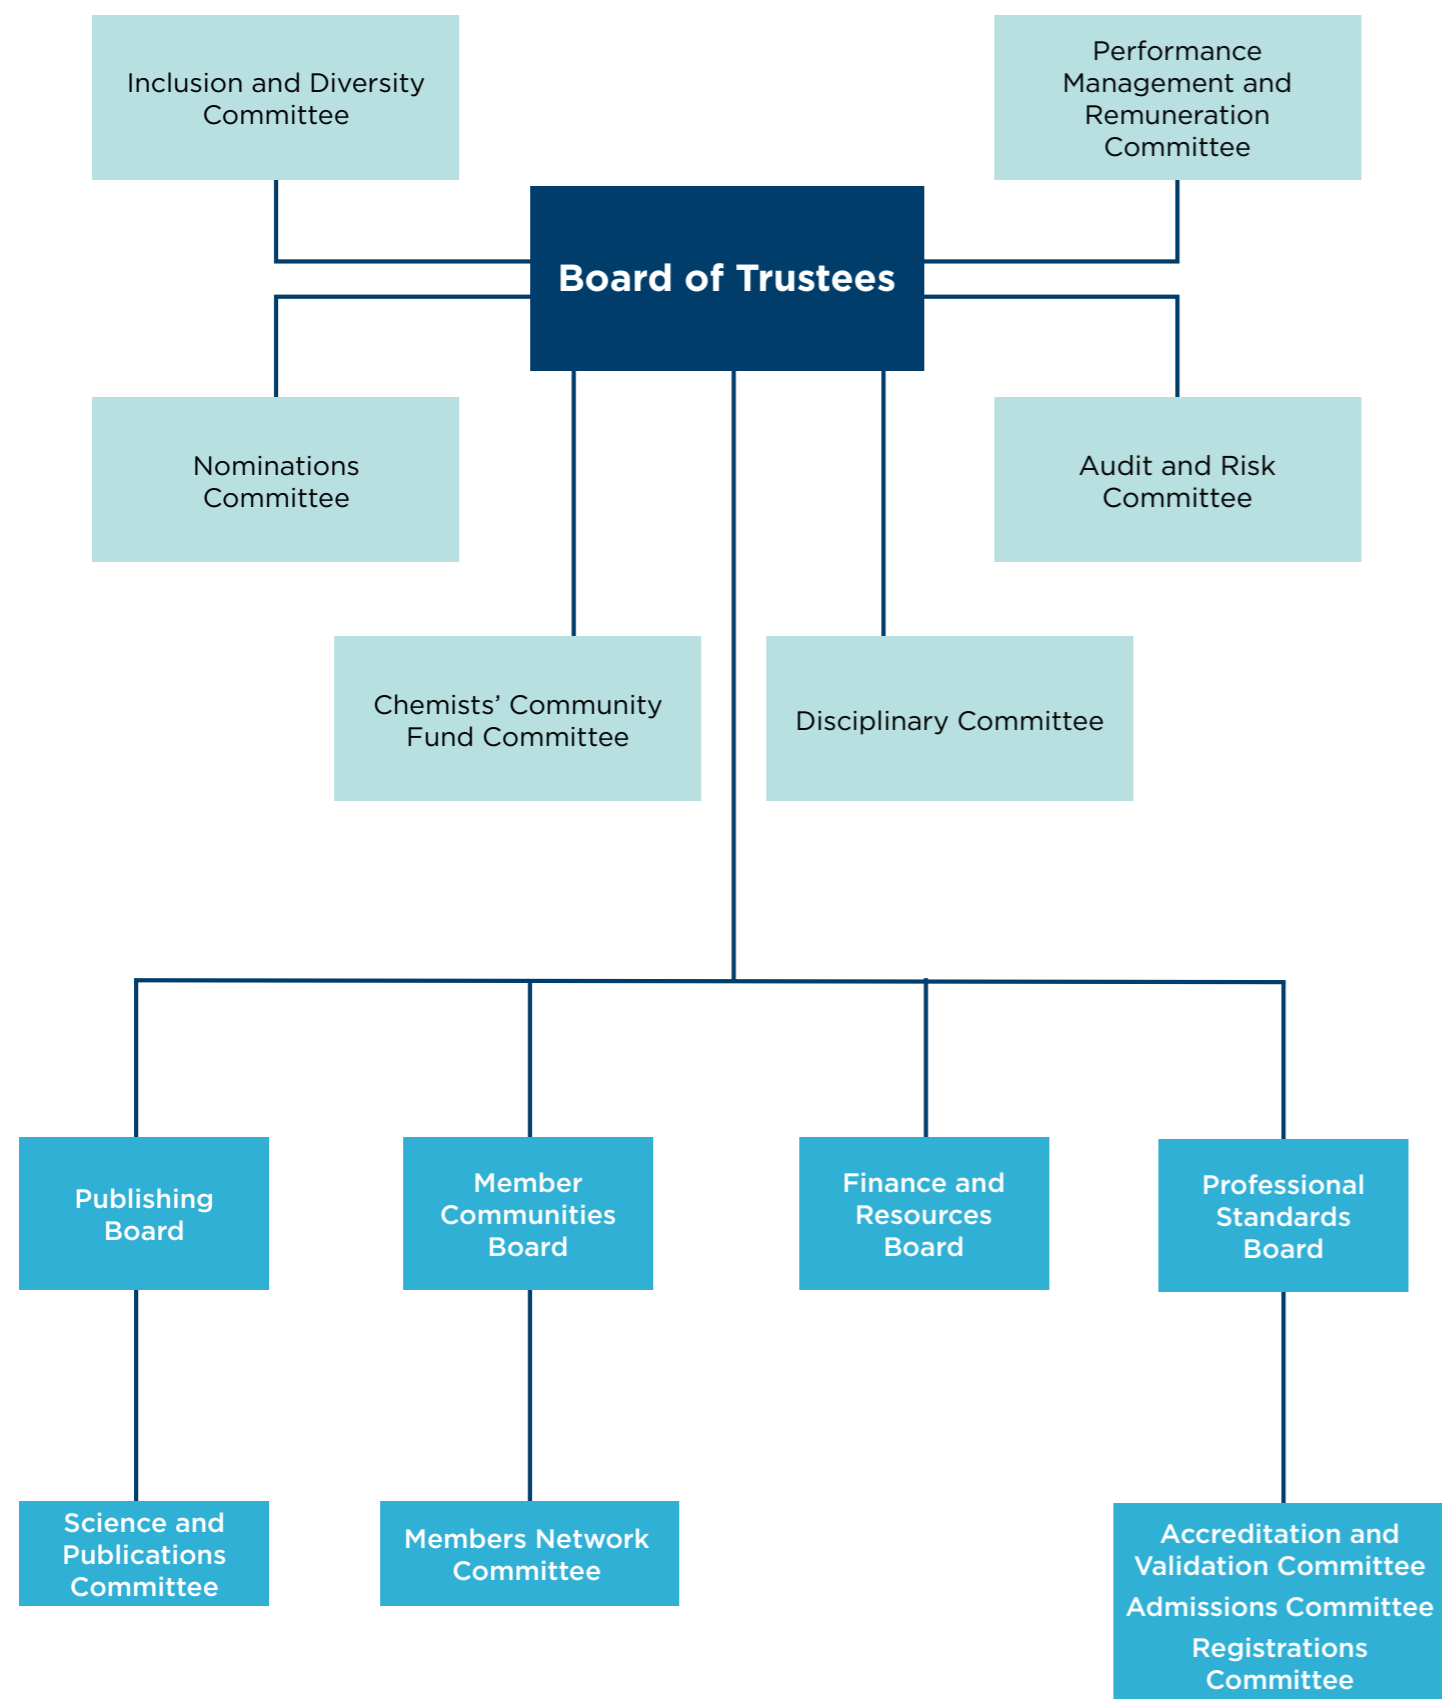 Inclusion and Diversity
Committee
Performance
Management and
Remuneration
Committee
Board of Trustees
Nominations
Committee
Audit and Risk
Committee
Chemists’ Community
Fund Committee
Disciplinary Committee
Publishing
Board
Member
Communities
Board
Finance and
Resources
Board
Professional
Standards
Board
Science and
Publications
Committee
Members Network
Committee
Accreditation and
Validation Committee
Admissions Committee
Registrations
Committee